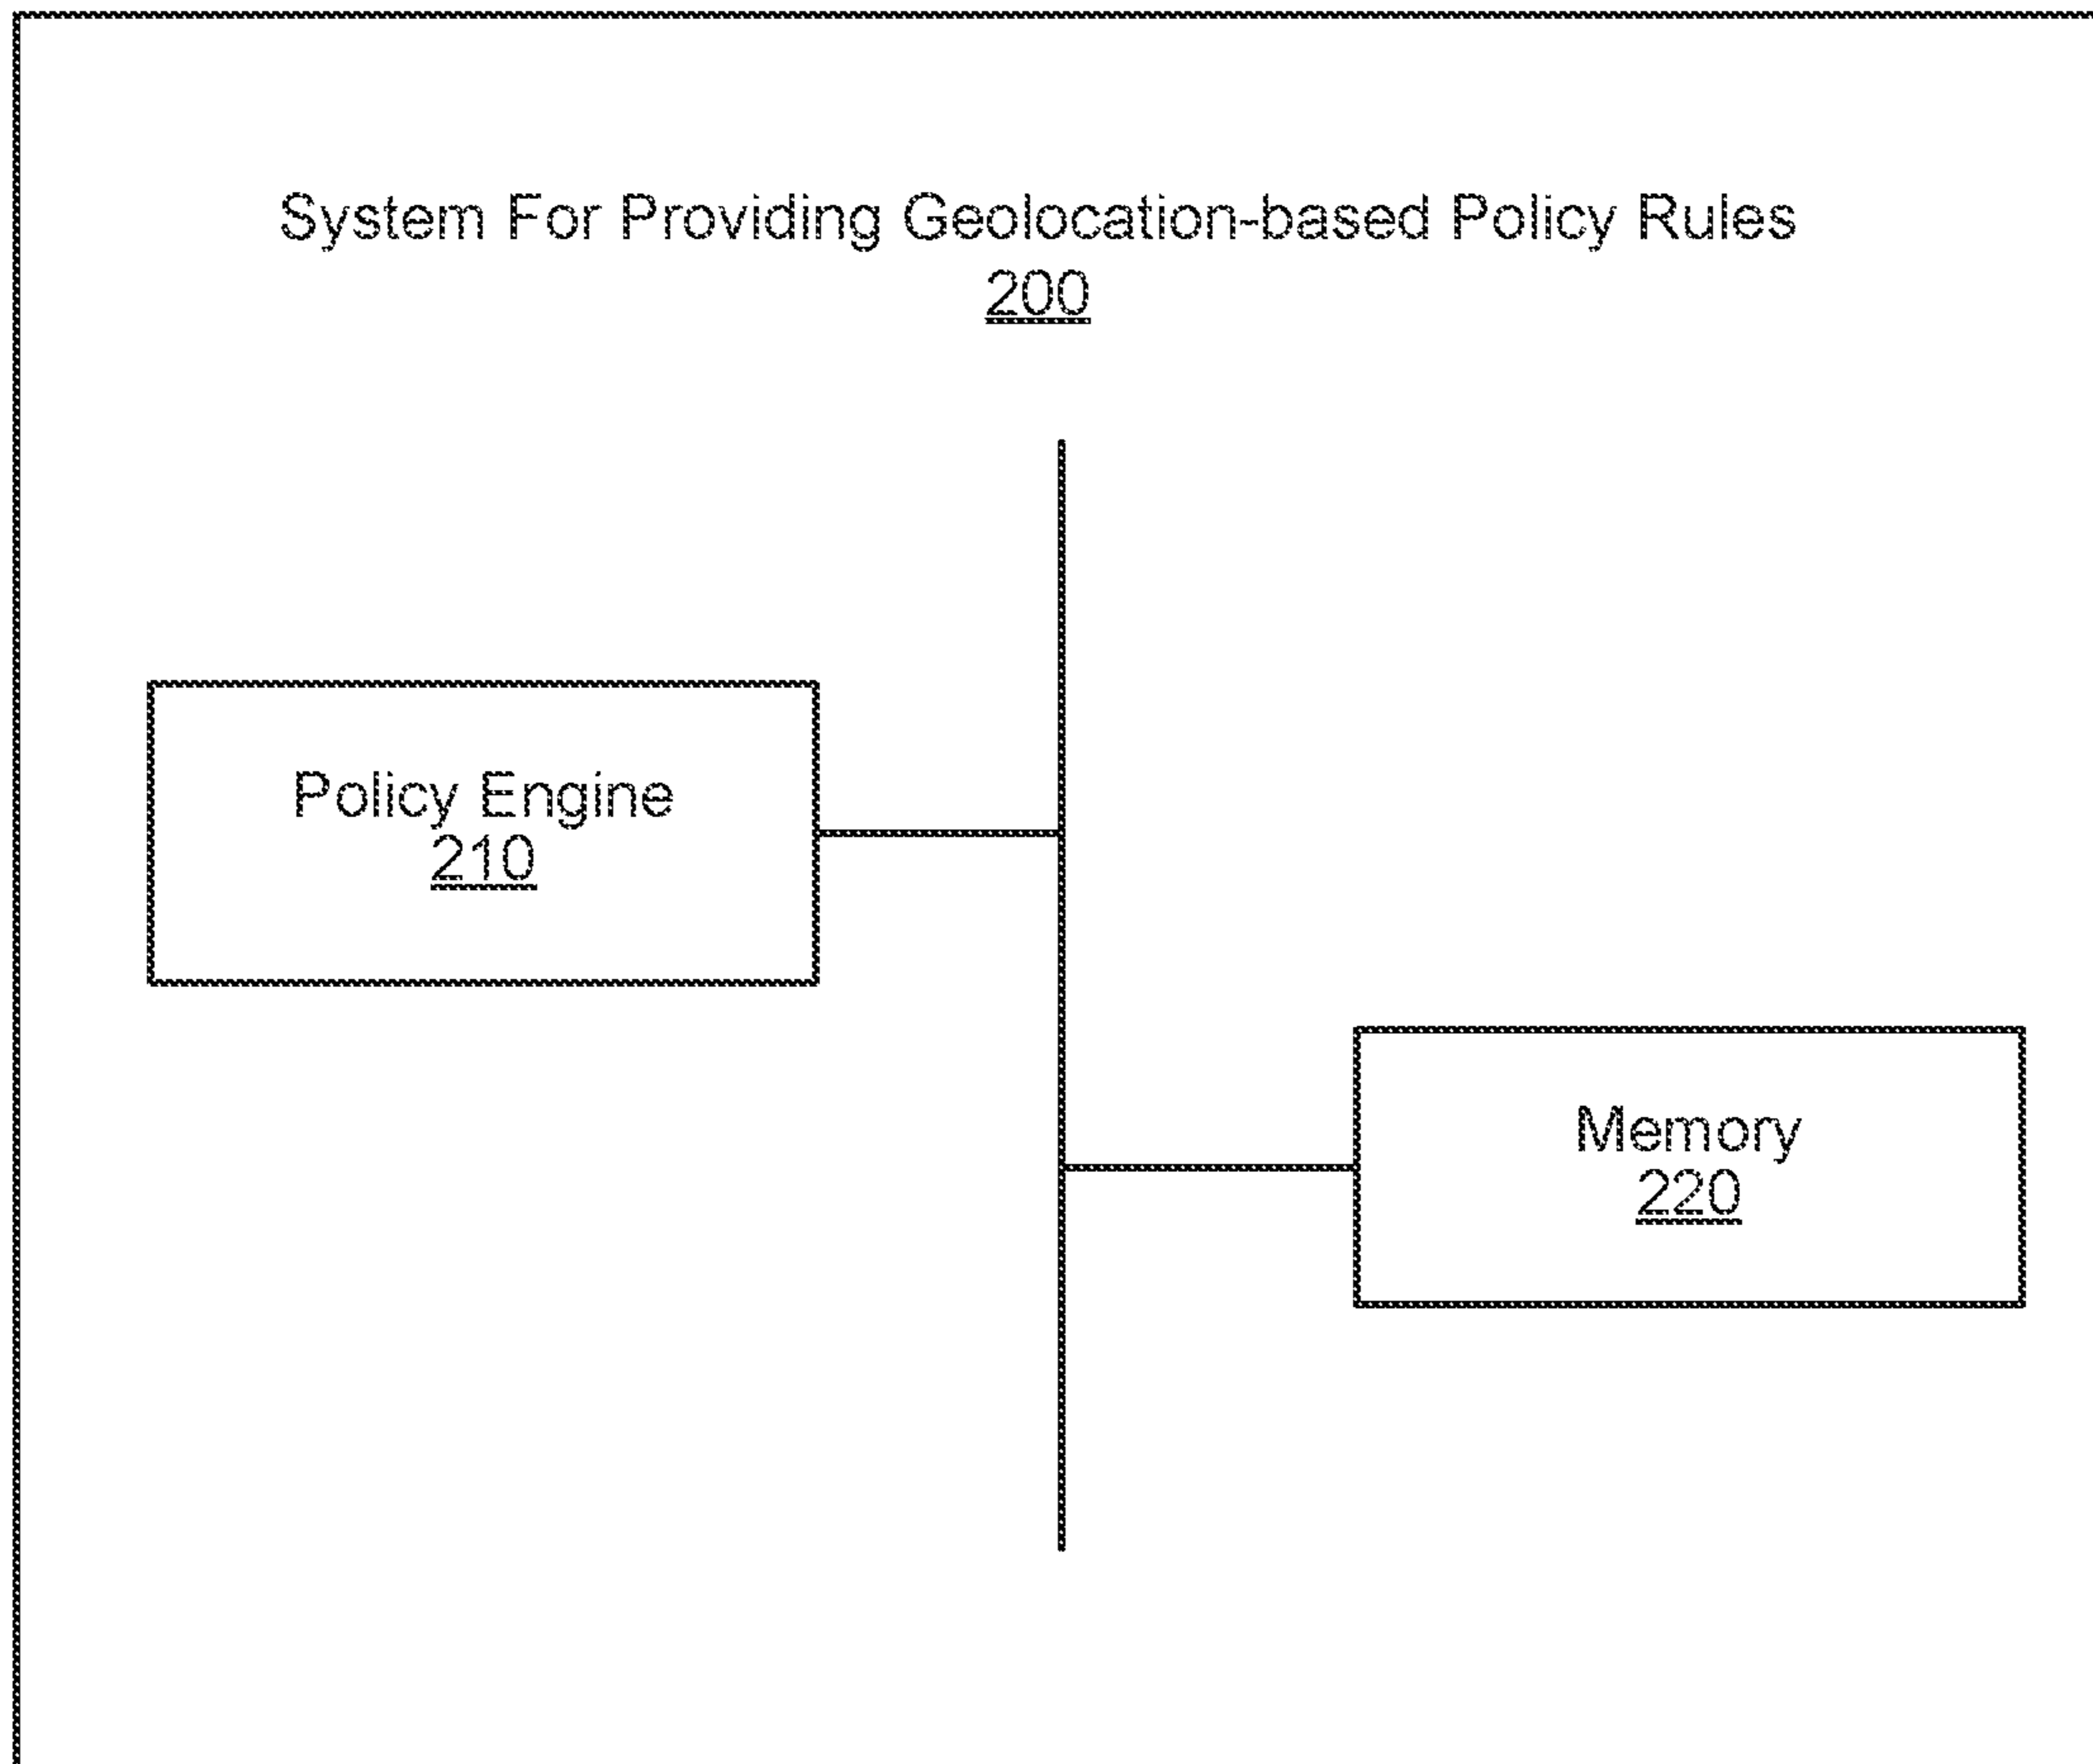 System For Providing Geolocation-based Policy Rules
200
Policy Engine
210
Memory
220